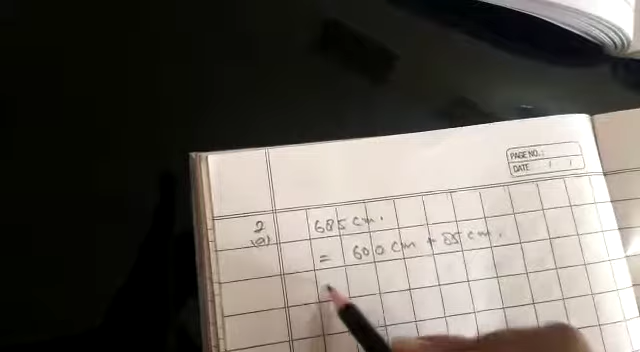 PAGE NO.:
DATE / /
2 685 cm.
(a)
= 600 cm + 85 cm.